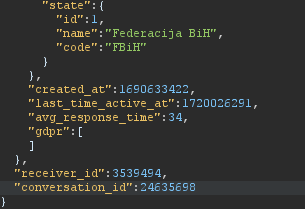 "state":{
"id":1,
"name":"Federacija BiH",
"code":"FBiH"
}
},
"created_at":1690633422,
"last_time_active_at":1720026291,
"avg_response_time":34,
"gdpr":[
]
},
"receiver_id":3539494,
"conversation_id":24635698
}